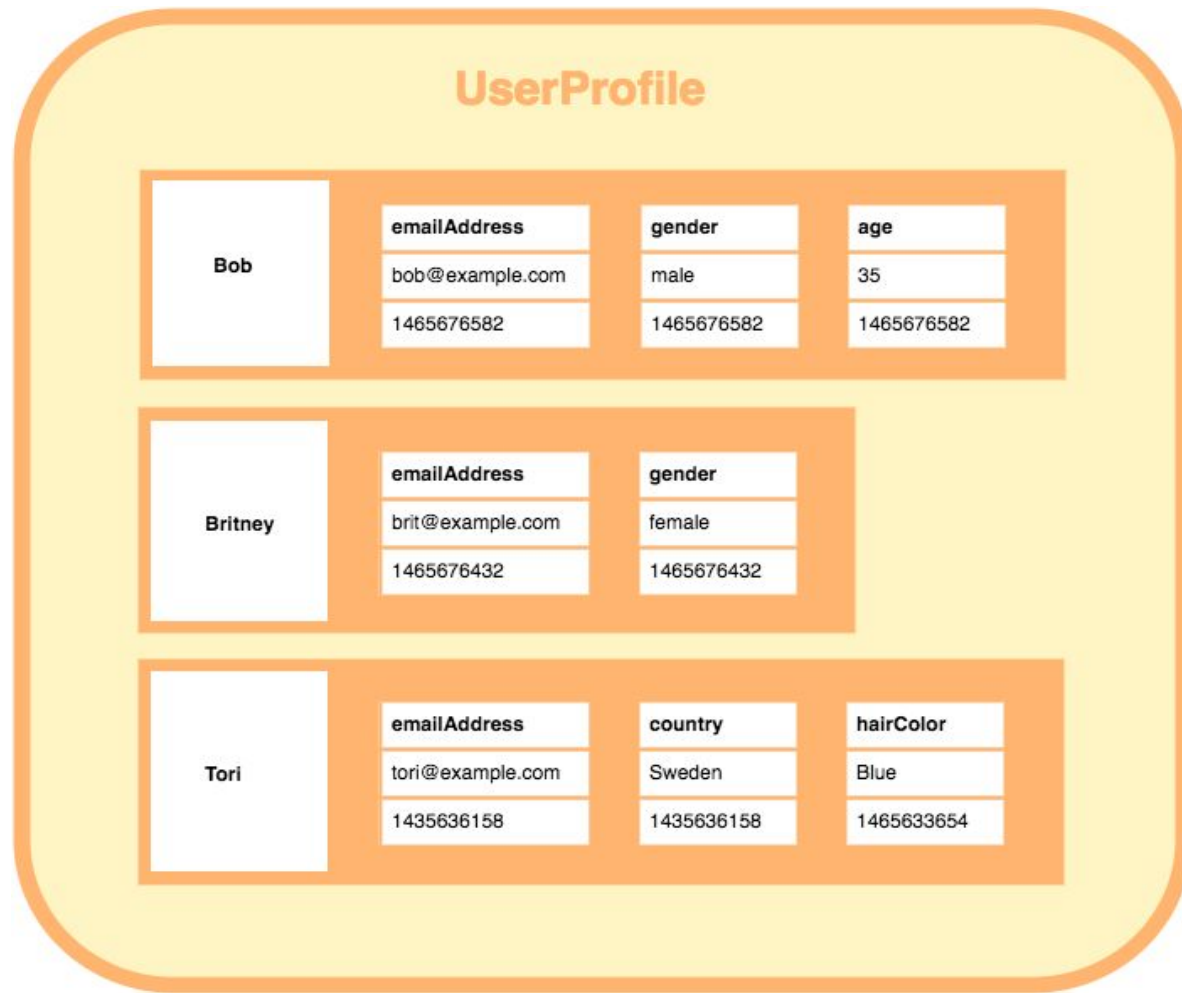 UserProfile
Bob
emailAddress gender age
bob@example.com male 35
1465676582 1465676582 1465676582
Britney
emailAddress gender
brit@example.com female
1465676432 1465676432
Tori
emailAddress country hairColor
tori@example.com Sweden Blue
1435636158 1435636158 1465633654